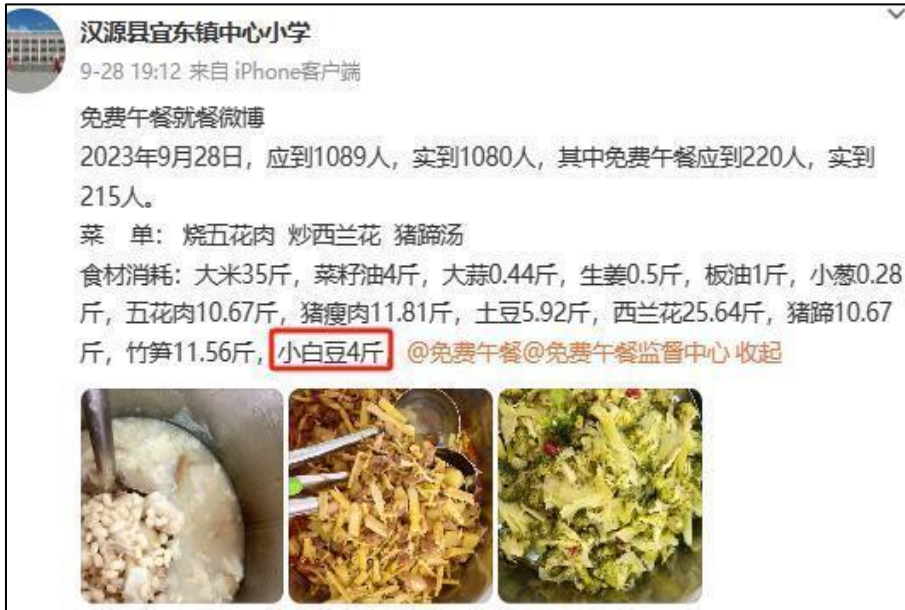 汉源县宜东镇中心小学
9-28 19:12 来自 iPhone客户端
免费午餐就餐微博
2023年9月28日，应到1089人，实到1080人，其中免费午餐应到220人，实到
215人。
菜　单： 烧五花肉 炒西兰花 猪蹄汤
食材消耗：大米35斤，菜籽油4斤，大蒜0.44斤，生姜0.5斤，板油1斤，小葱0.28
斤，五花肉10.67斤，猪瘦肉11.81斤，土豆5.92斤，西兰花25.64斤，猪蹄10.67
斤，竹笋11.56斤，小白豆4斤，@免费午餐@免费午餐监督中心 收起